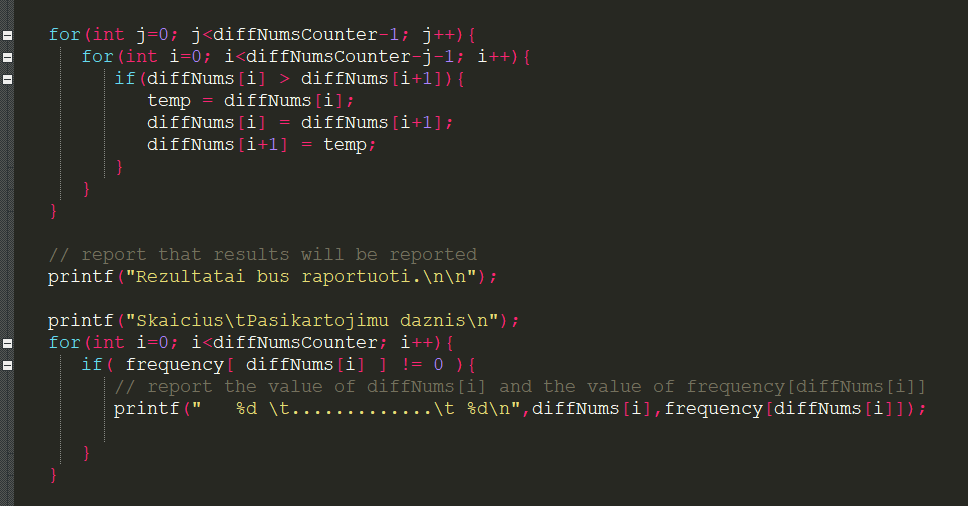 for(int j=0; j<diffNumsCounter-1; j++){
for(int i=0; i<diffNumsCounter-j-1; i++){
if(diffNums[i] > diffNums[i+1]){
temp = diffNums[i];
diffNums[i] = diffNums[i+1];
diffNums[i+1] = temp;
}
}
}
// report that results will be reported
printf("Rezultatai bus raportuoti.\n\n");
printf("Skaicius\tPasikartojimu daznis\n");
for(int i=0; i<diffNumsCounter; i++){
if( frequency[ diffNums[i] ] != 0 ){
// report the value of diffNums[i] and the value of frequency[diffNums[i]]
printf("   %d \t.............\t %d\n",diffNums[i],frequency[diffNums[i]]);
}
}